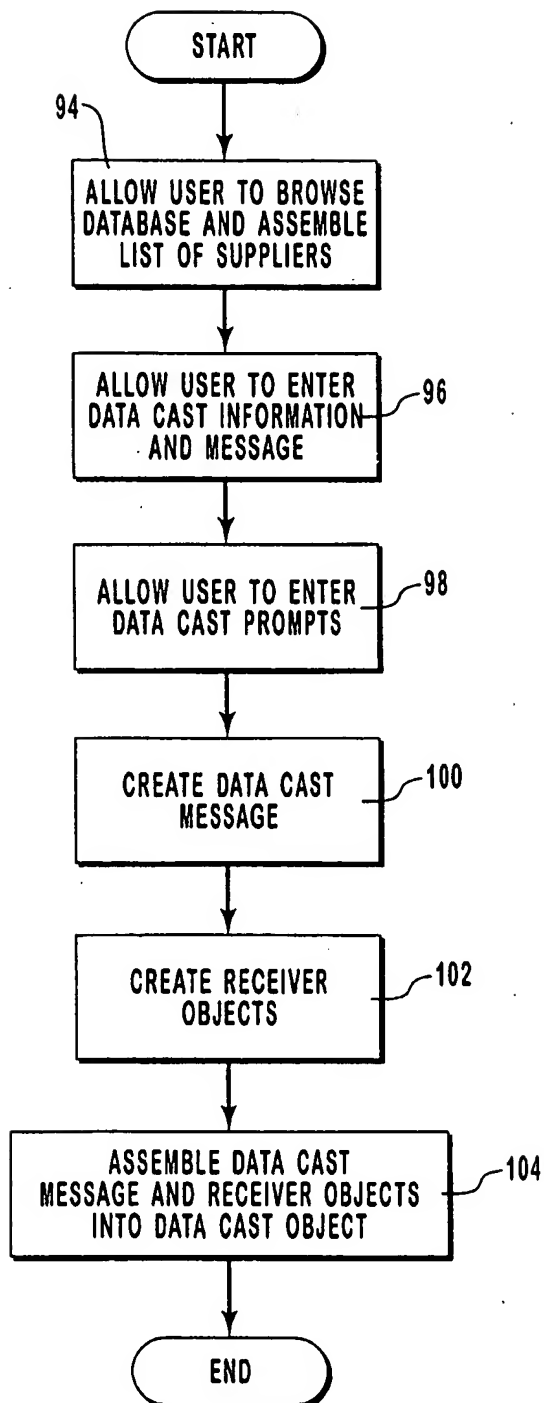 START
94
ALLOW USER TO BROWSE
DATABASE AND ASSEMBLE
LIST OF SUPPLIERS
ALLOW USER TO ENTER
DATA CAST INFORMATION
AND MESSAGE
96
ALLOW USER TO ENTER
DATA CAST PROMPTS
98
CREATE DATA CAST
MESSAGE
100
CREATE RECEIVER
OBJECTS
102
ASSEMBLE DATA CAST
MESSAGE AND RECEIVER OBJECTS
INTO DATA CAST OBJECT
104
END